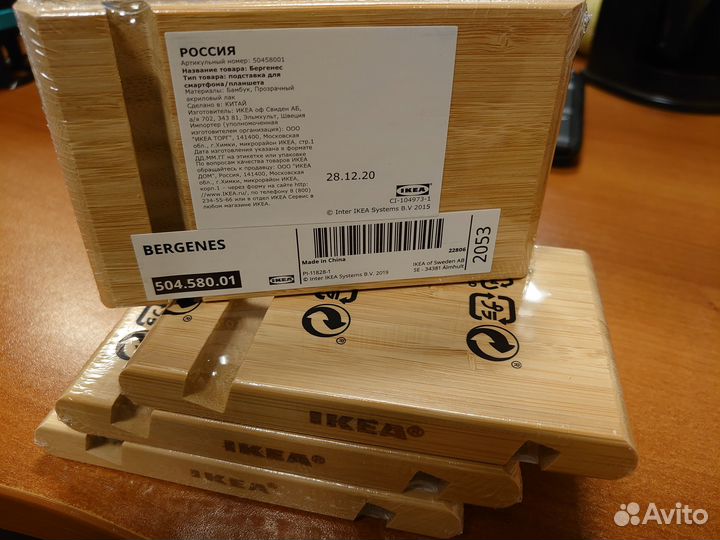 РОССИЯ
Артикульный номер: 50458001
Название товара: Бергенес
Тип товара: подставка для
смартфона/планшета
Материалы: Бамбук, Прозрачный
акриловый лак
Сделано в: КИТАЙ
Изготовитель: ИКЕА оф Свиден АБ,
а/я 702, 343 81, Эльмхульт, Швеция
Импортер (уполномоченная
изготовителем организация): ООО
"ИКЕА ТОРГ", 141400, Московская
обл., г.Химки, микрорайон ИКЕА, стр.1
Дата изготовления указана в формате
ДД.ММ.ГГ на этикетке или упаковке
По вопросам качества товаров ИКЕА
обращайтесь к продавцу: ООО "ИКЕА
ДОМ", Россия, 141400, Московская
обл., г.Химки, микрорайон ИКЕА,
корп.1 - через форму на сайте http:
//www.IKEA.ru/, по телефону 8 (800)
234-55-66 или в отдел ИКЕА Сервис в
любом магазине ИКЕА.
28.12.20
IKEA
CI-104973-1
© Inter IKEA Systems B.V 2015
BERGENES
504.580.01
IKEA
Made in China
22806
PI-11828-1
© Inter IKEA Systems B.V. 2019
IKEA of Sweden AB
SE - 34381 Älmhult
2053
IKEA®
IKEA®
IKEA®
Avito